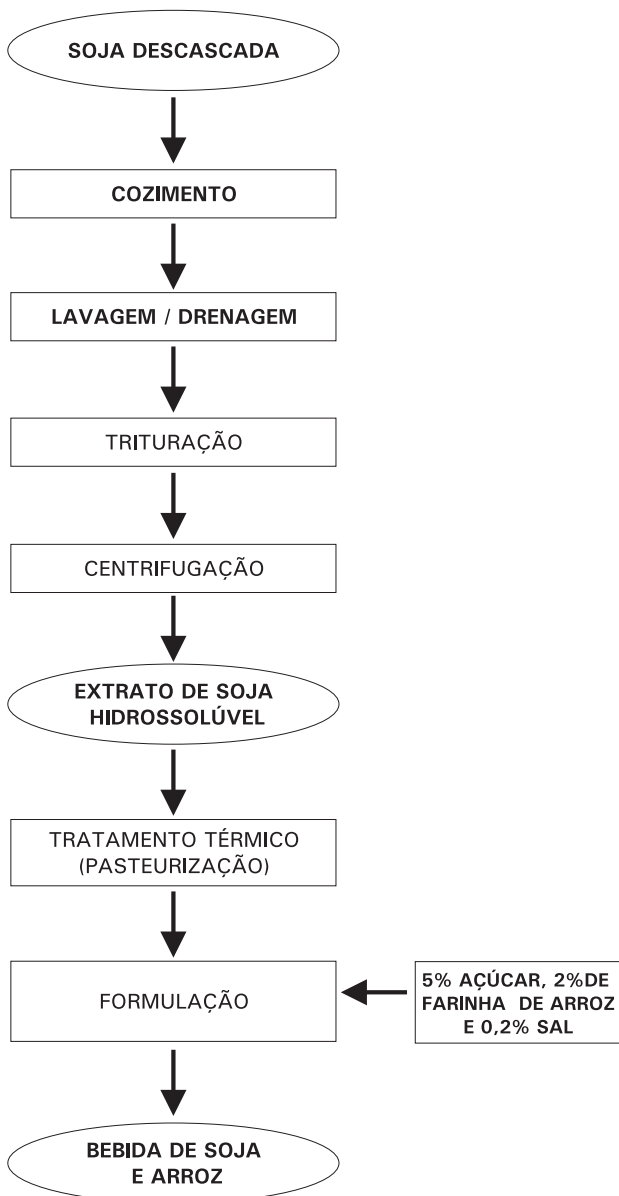 SOJA DESCASCADA
COZIMENTO
LAVAGEM / DRENAGEM
TRITURAÇÃO
CENTRIFUGAÇÃO
EXTRATO DE SOJA
HIDROSSOLÚVEL
TRATAMENTO TÉRMICO
(PASTEURIZAÇÃO)
FORMULAÇÃO
5% AÇÚCAR, 2%DE
FARINHA DE ARROZ
E 0,2% SAL
BEBIDA DE SOJA
E ARROZ